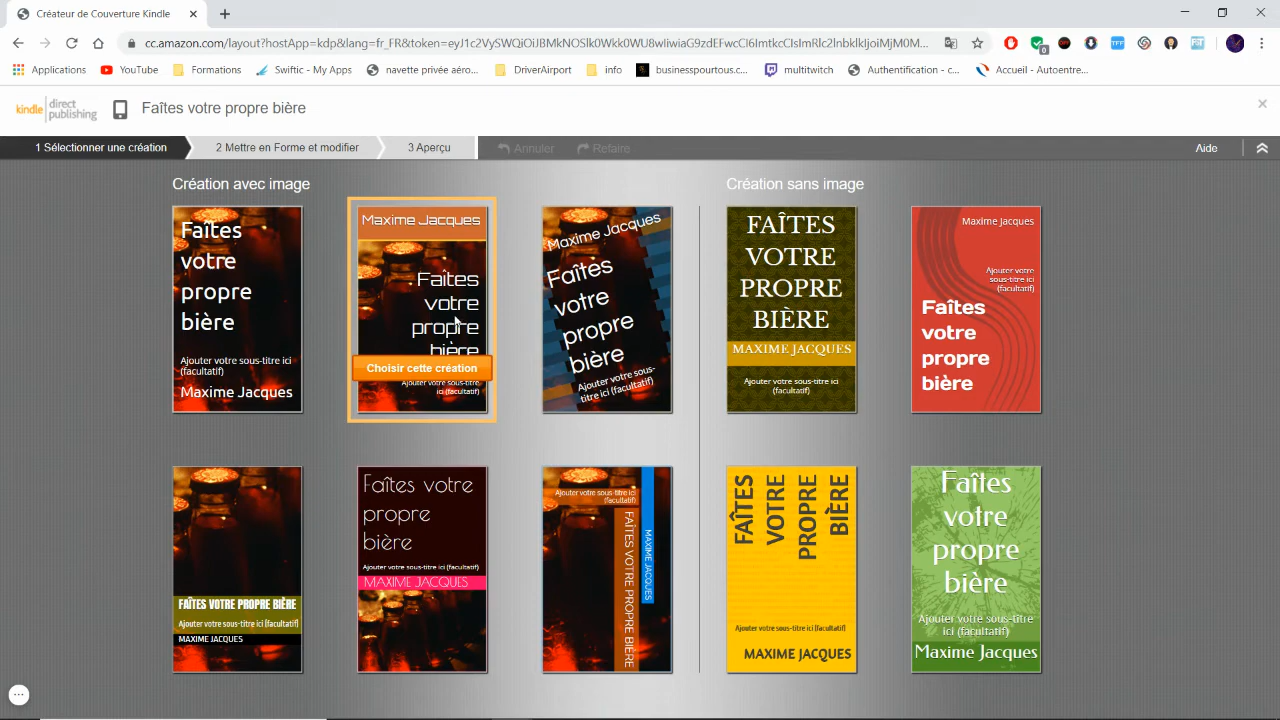 Créateur de Couverture Kindle
cc.amazon.com/layout?hostApp=kdp&lang=fr_FR&token=
Applications
YouTube
Formations
Swiftic - My Apps
navette privée aéro...
DriverAirport
info
businesspourtous.c...
multitwitch
Authentification - c...
Accueil - Autoentre...
kindle direct publishing
Faîtes votre propre bière
1 Sélectionner une création
2 Mettre en Forme et modifier
3 Aperçu
Annuler
Refaire
Aide
Création avec image
Création sans image
Faîtes
votre
propre
bière
Ajouter votre sous-titre ici
(facultatif)
Maxime Jacques
Maxime Jacques
Faîtes
votre
propre
bière
Choisir cette création
Ajouter votre sous-titre
ici (facultatif)
Maxime Jacques
Faîtes
votre
propre
bière
Ajouter votre sous-
titre ici (facultatif)
FAÎTES
VOTRE
PROPRE
BIÈRE
MAXIME JACQUES
Ajouter votre sous-titre ici
(facultatif)
Maxime Jacques
Ajouter votre
sous-titre ici
(facultatif)
Faîtes
votre
propre
bière
FAÎTES VOTRE PROPRE BIÈRE
Ajouter votre sous-titre ici (facultatif)
MAXIME JACQUES
Faîtes votre
propre
bière
Ajouter votre sous-titre ici (facultatif)
MAXIME JACQUES
Ajouter votre sous-titre ici
(facultatif)
FAÎTES VOTRE PROPRE BIÈRE
MAXIME JACQUES
FAÎTES
VOTRE
PROPRE
BIÈRE
Ajouter votre sous-titre ici (facultatif)
MAXIME JACQUES
Faîtes
votre
propre
bière
Ajouter votre sous-titre
ici (facultatif)
Maxime Jacques